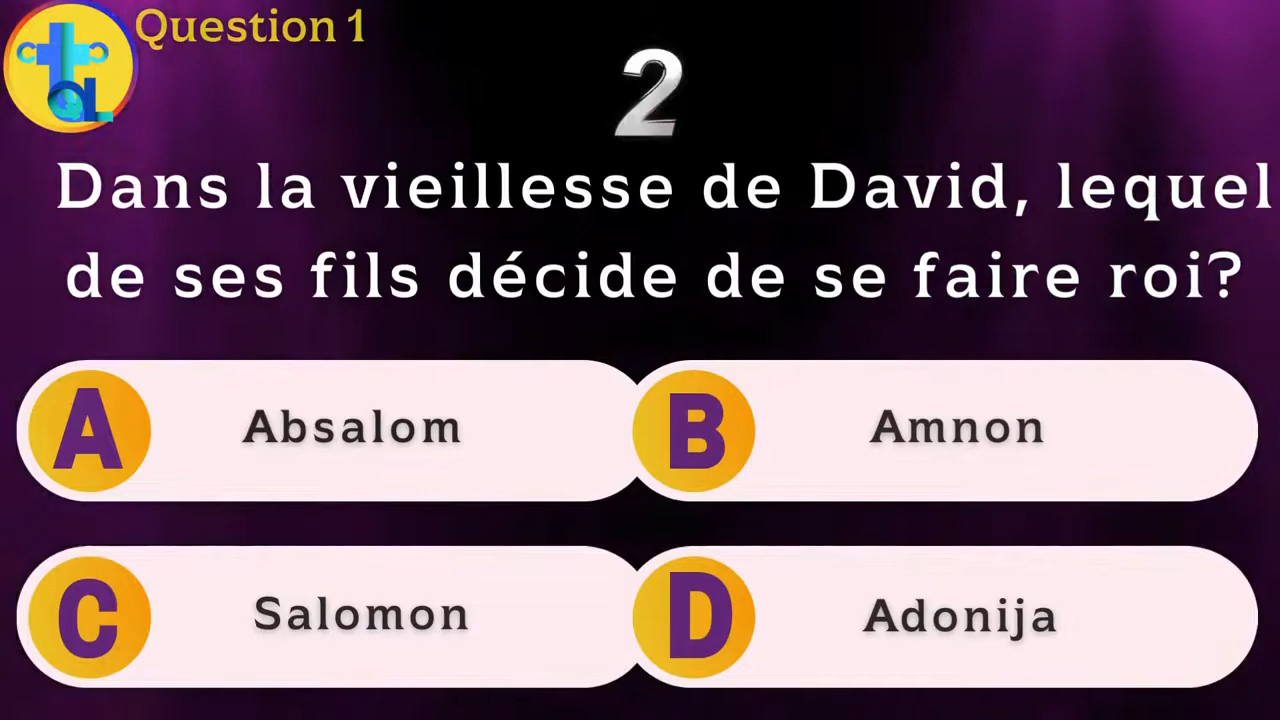 Question 1
2
Dans la vieillesse de David, lequel
de ses fils décide de se faire roi?
A Absalom
B Amnon
C Salomon
D Adonija